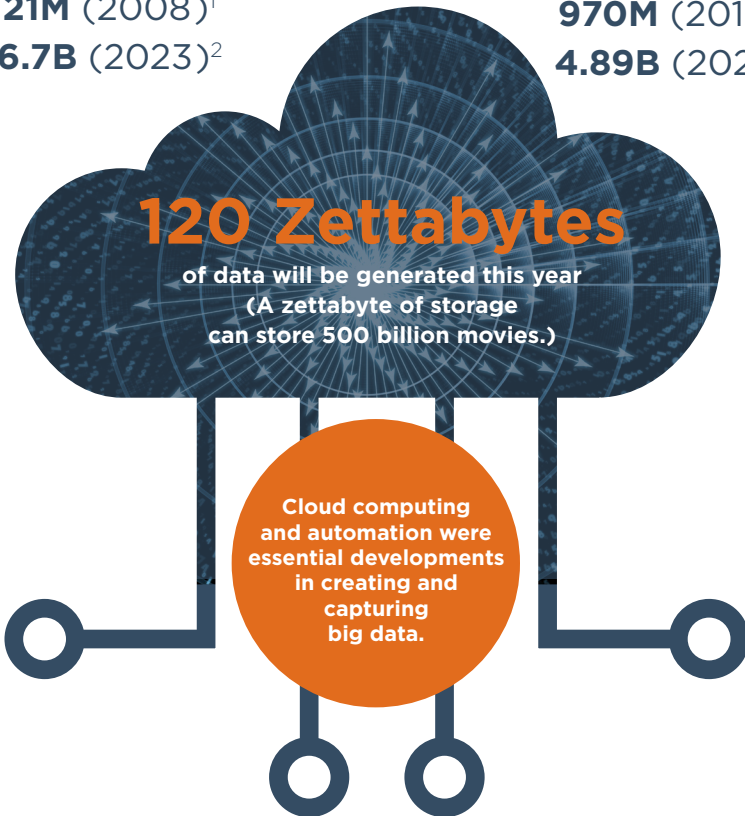 21M (2008)¹
6.7B (2023)²
970M (201
4.89B (202
120 Zettabytes
of data will be generated this year
(A zettabyte of storage
can store 500 billion movies.)
Cloud computing
and automation were
essential developments
in creating and
capturing
big data.